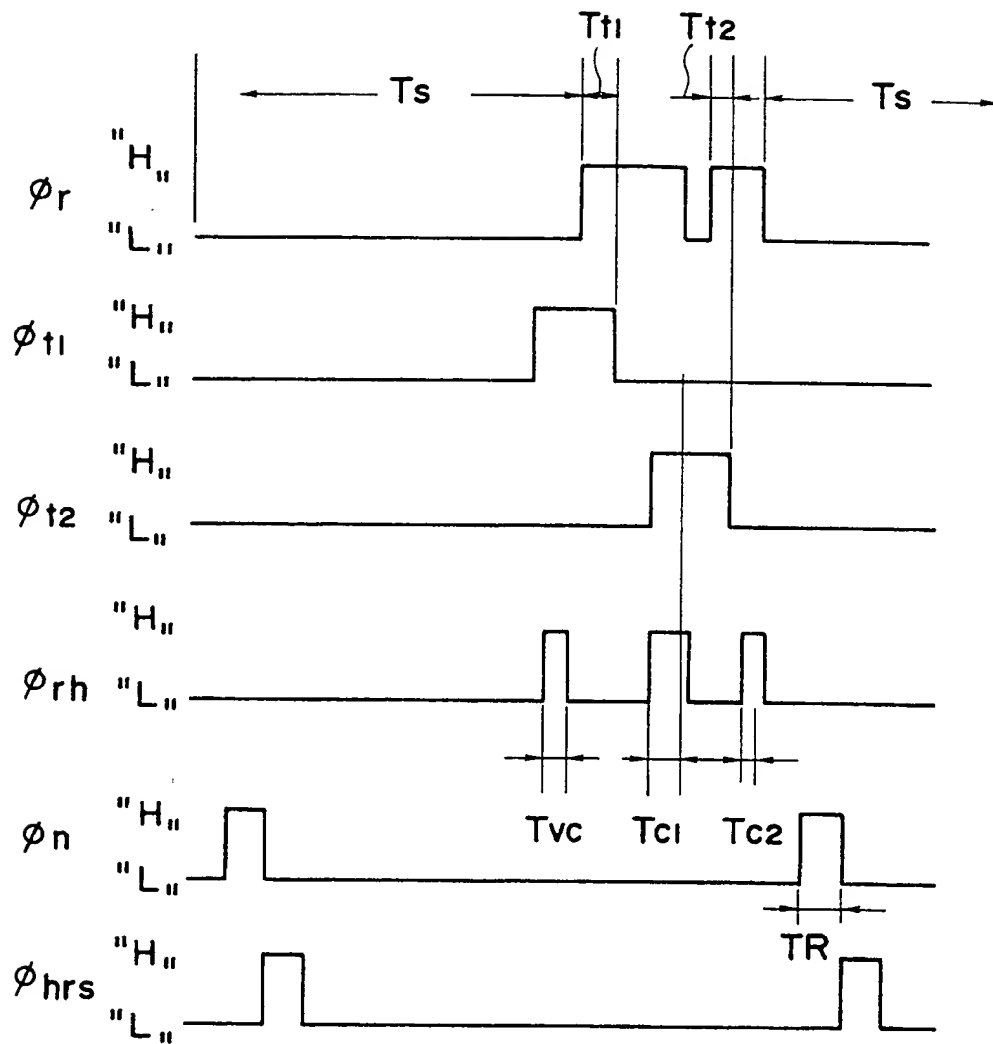 Tt1 Tt2
Ts Ts
"H"
φr
"L"
"H"
φt1
"L"
"H"
φt2
"L"
"H"
φrh "L"
Tvc Tc1 Tc2
"H"
φn
"L"
TR
"H"
φhrs
"L"